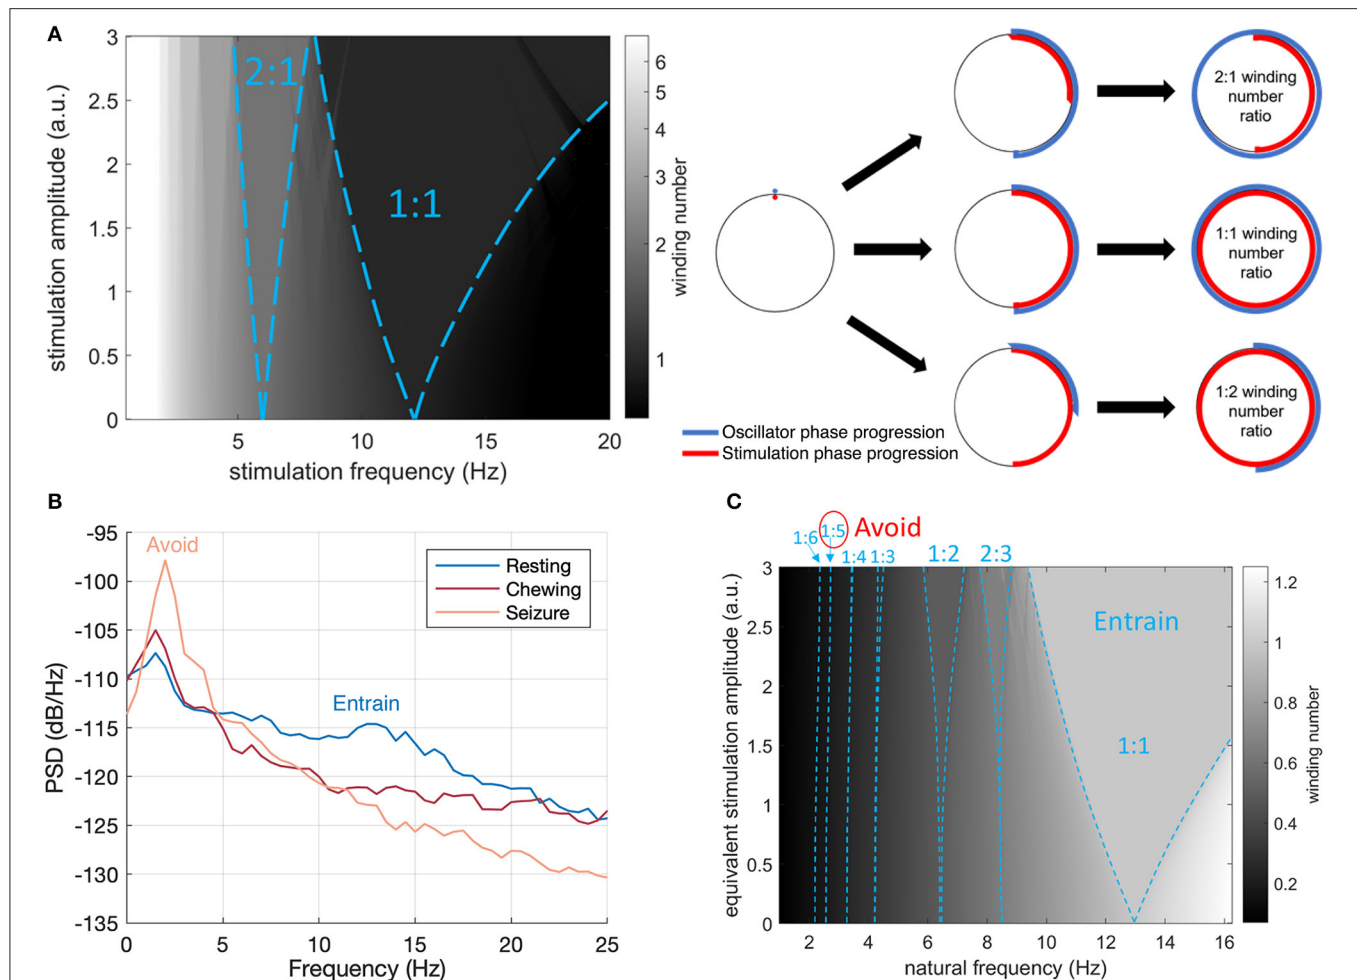 A
3
2.5
2
1.5
1
0.5
0
stimulation amplitude (a.u.)
2:1
1:1
5
10
15
20
stimulation frequency (Hz)
6
5
4
3
2
1
winding number
2:1 winding
number
ratio
1:1 winding
number
ratio
1:2 winding
number
ratio
Oscillator phase progression
Stimulation phase progression
B
-95
-100
-105
-110
-115
-120
-125
-130
-135
PSD (dB/Hz)
Avoid
Entrain
Resting
Chewing
Seizure
0
5
10
15
20
25
Frequency (Hz)
C
Avoid
1:6
1:5
1:4
1:3
1:2
2:3
Entrain
1:1
3
2.5
2
1.5
1
0.5
0
equivalent stimulation amplitude (a.u.)
2
4
6
8
10
12
14
16
natural frequency (Hz)
1.2
1
0.8
0.6
0.4
0.2
winding number